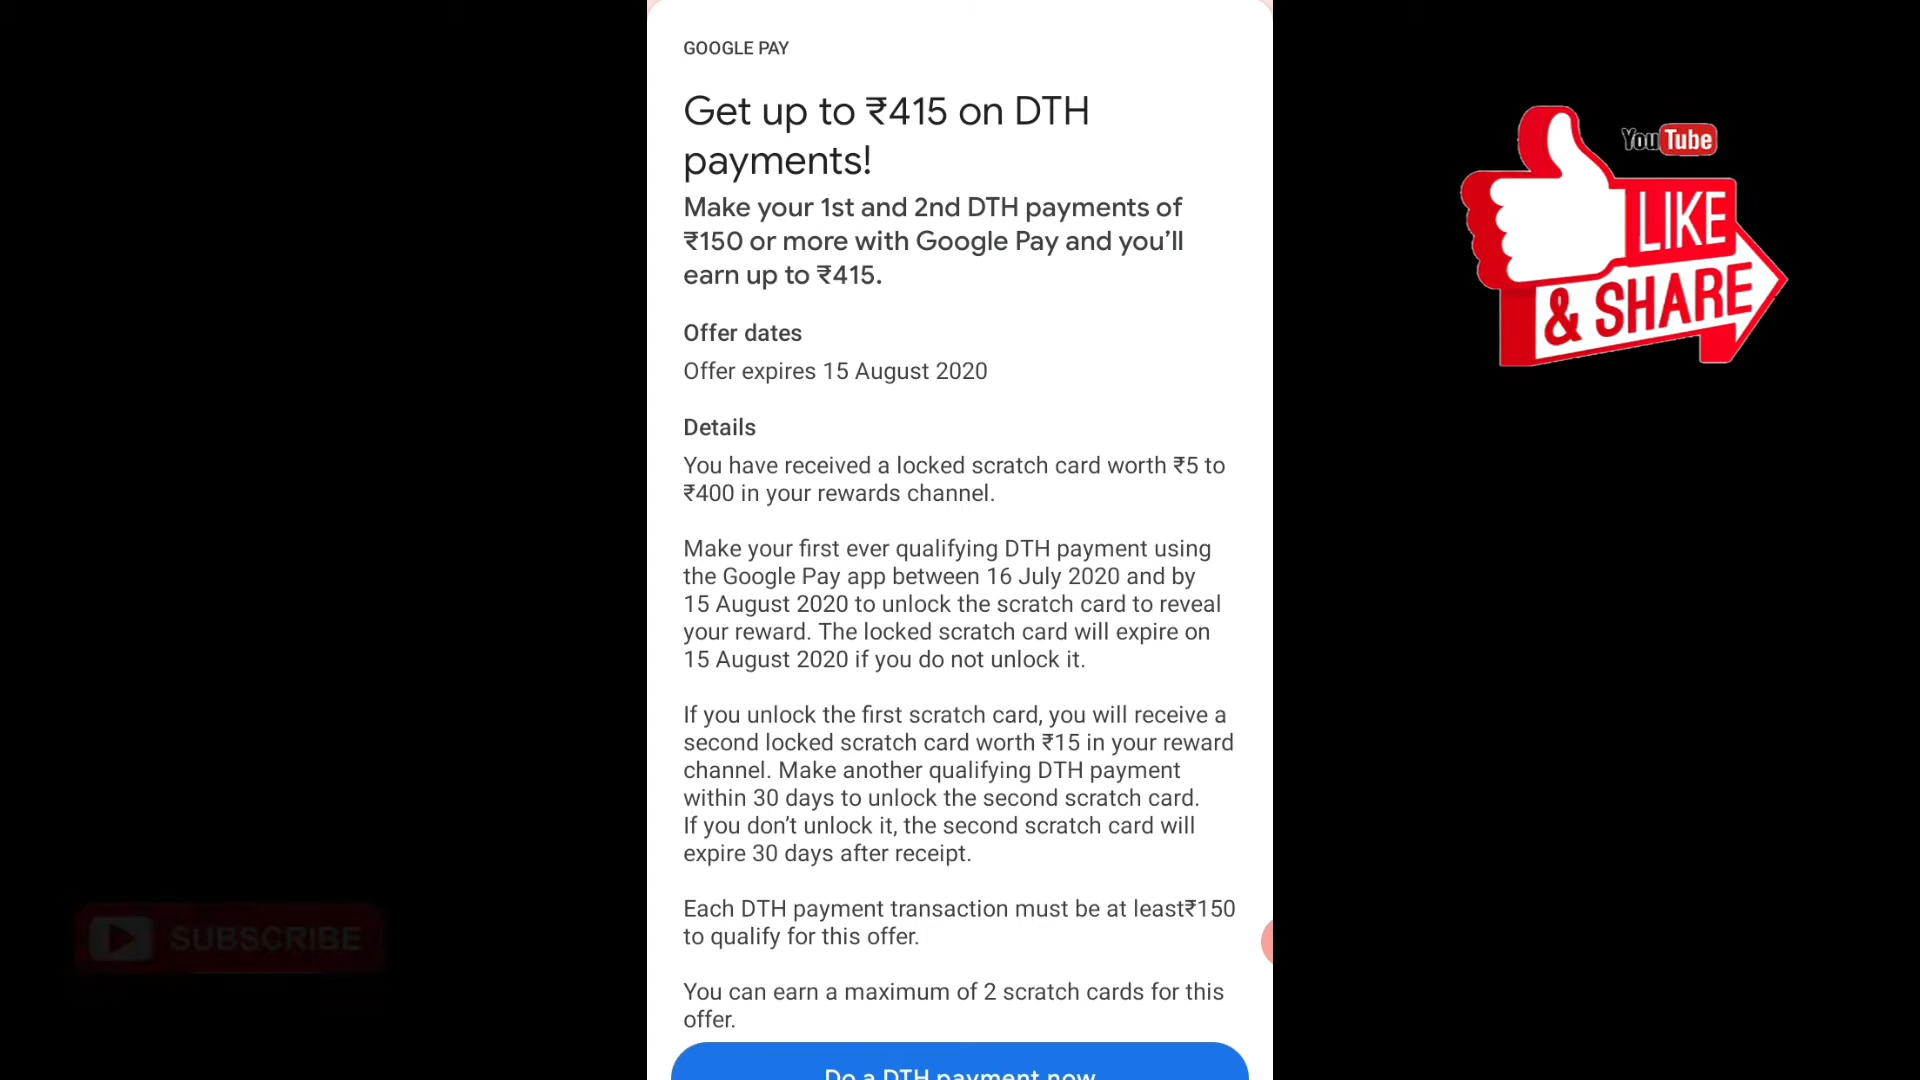 GOOGLE PAY
Get up to ₹415 on DTH
payments!
Make your 1st and 2nd DTH payments of
₹150 or more with Google Pay and you’ll
earn up to ₹415.
Offer dates
Offer expires 15 August 2020
Details
You have received a locked scratch card worth ₹5 to
₹400 in your rewards channel.
Make your first ever qualifying DTH payment using
the Google Pay app between 16 July 2020 and by
15 August 2020 to unlock the scratch card to reveal
your reward. The locked scratch card will expire on
15 August 2020 if you do not unlock it.
If you unlock the first scratch card, you will receive a
second locked scratch card worth ₹15 in your reward
channel. Make another qualifying DTH payment
within 30 days to unlock the second scratch card.
If you don’t unlock it, the second scratch card will
expire 30 days after receipt.
Each DTH payment transaction must be at least₹150
to qualify for this offer.
You can earn a maximum of 2 scratch cards for this
offer.
Do a DTH payment now
YouTube
LIKE
& SHARE
SUBSCRIBE